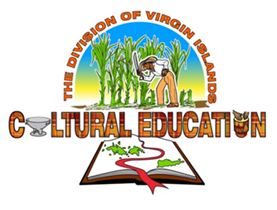 THE DIVISION OF VIRGIN ISLANDS
CULTURAL EDUCATION